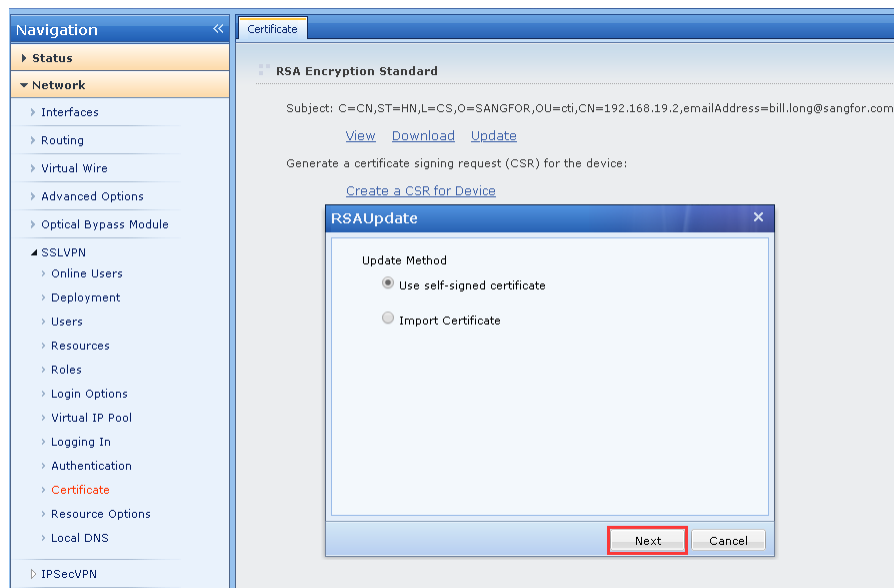 Navigation
Status
Network
Interfaces
Routing
Virtual Wire
Advanced Options
Optical Bypass Module
SSLVPN
Online Users
Deployment
Users
Resources
Roles
Login Options
Virtual IP Pool
Logging In
Authentication
Certificate
Resource Options
Local DNS
IPSecVPN
Certificate
RSA Encryption Standard
Subject: C=CN,ST=HN,L=CS,O=SANGFOR,OU=cti,CN=192.168.19.2,emailAddress=bill.long@sangfor.com
View Download Update
Generate a certificate signing request (CSR) for the device:
Create a CSR for Device
RSAUpdate
Update Method
Use self-signed certificate
Import Certificate
Next Cancel